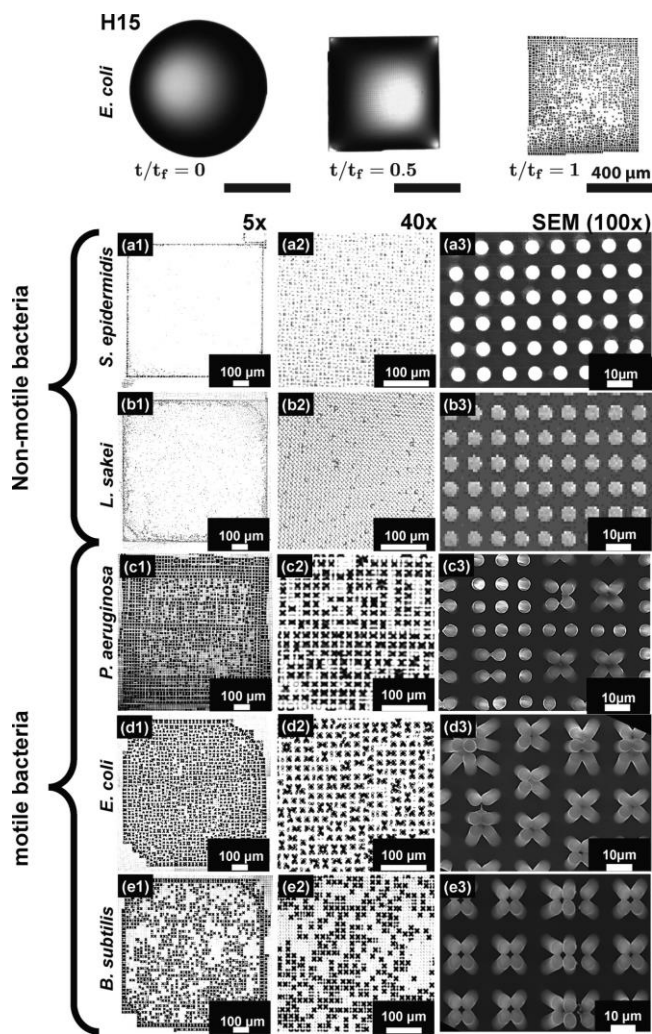 H15
E. coli
t/t_f = 0
t/t_f = 0.5
t/t_f = 1
400 µm
5x
40x
SEM (100x)
Non-motile bacteria
S. epidermidis
(a1)
100 µm
(a2)
100 µm
(a3)
10µm
L. sakei
(b1)
100 µm
(b2)
100 µm
(b3)
10µm
motile bacteria
P. aeruginosa
(c1)
100 µm
(c2)
100 µm
(c3)
10µm
E. coli
(d1)
100 µm
(d2)
100 µm
(d3)
10µm
B. subtilis
(e1)
100 µm
(e2)
100 µm
(e3)
10 µm